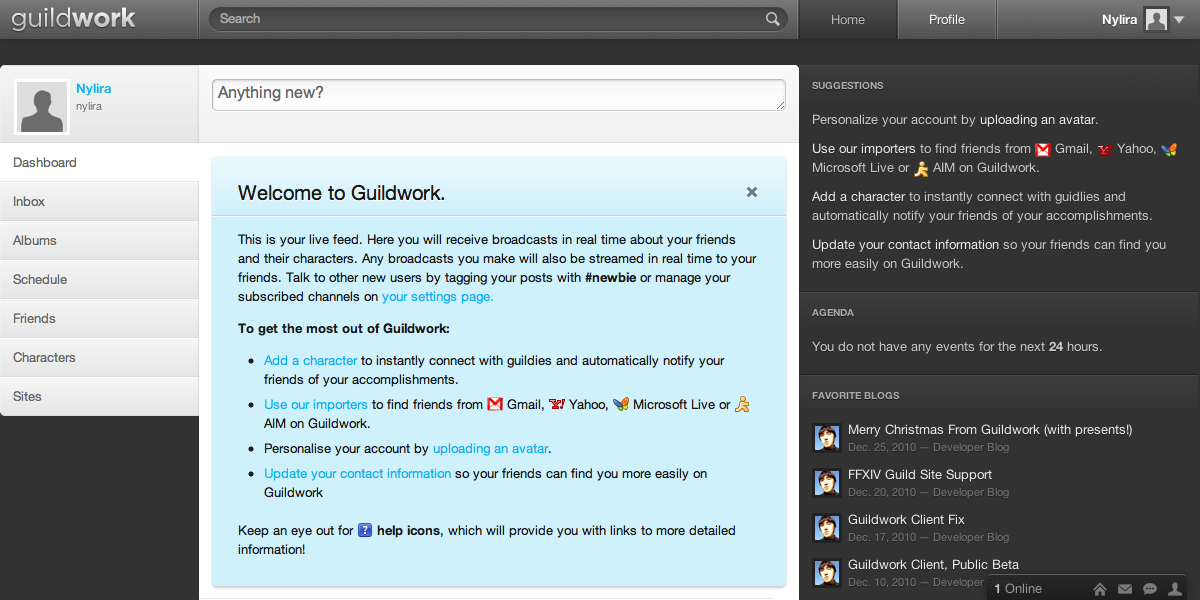 guildwork
Search
Home
Profile
Nylira
Nylira
nylira
Dashboard
Inbox
Albums
Schedule
Friends
Characters
Sites
Anything new?
Welcome to Guildwork.
This is your live feed. Here you will receive broadcasts in real time about your friends
and their characters. Any broadcasts you make will also be streamed in real time to your
friends. Talk to other new users by tagging your posts with #newbie or manage your
subscribed channels on your settings page.
To get the most out of Guildwork:
• Add a character to instantly connect with guildies and automatically notify your
friends of your accomplishments.
• Use our importers to find friends from Gmail, Yahoo, Microsoft Live or
AIM on Guildwork.
• Personalise your account by uploading an avatar.
• Update your contact information so your friends can find you more easily on
Guildwork
Keep an eye out for ? help icons, which will provide you with links to more detailed
information!
SUGGESTIONS
Personalize your account by uploading an avatar.
Use our importers to find friends from Gmail, Yahoo,
Microsoft Live or AIM on Guildwork.
Add a character to instantly connect with guidlies and
automatically notify your friends of your accomplishments.
Update your contact information so your friends can find you
more easily on Guildwork.
AGENDA
You do not have any events for the next 24 hours.
FAVORITE BLOGS
Merry Christmas From Guildwork (with presents!)
Dec. 25, 2010 — Developer Blog
FFXIV Guild Site Support
Dec. 20, 2010 — Developer Blog
Guildwork Client Fix
Dec. 17, 2010 — Developer Blog
Guildwork Client, Public Beta
Dec. 10, 2010 — Developer
1 Online